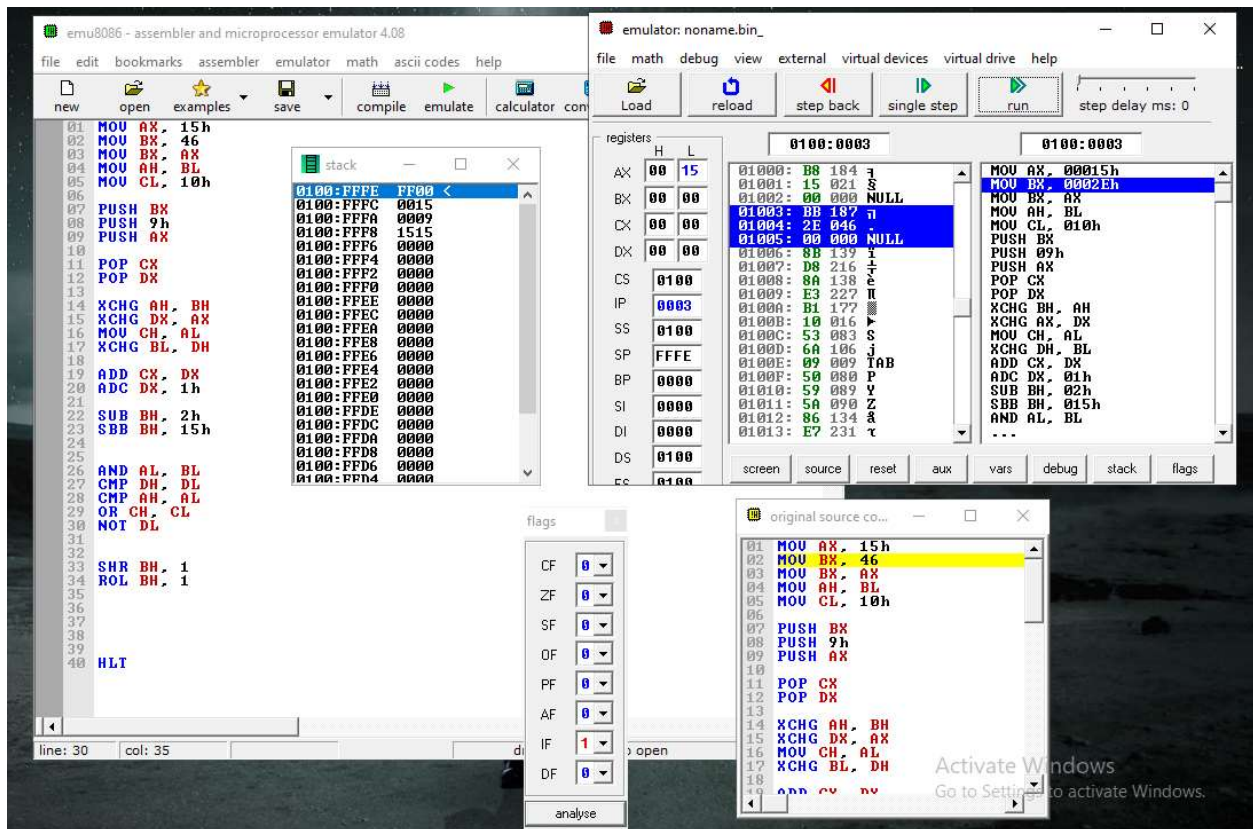 emu8086 - assembler and microprocessor emulator 4.08
file edit bookmarks assembler emulator math ascii codes help
new open examples save compile emulate calculator
01 MOV AX, 15h
02 MOV BX, 46
03 MOV BX, AX
04 MOV AH, BL
05 MOV CL, 10h
06
07 PUSH BX
08 PUSH 9h
09 PUSH AX
10
11 POP CX
12 POP DX
13
14 XCHG AH, BH
15 XCHG DX, AX
16 MOV CH, AL
17 XCHG BL, DH
18
19 ADD CX, DX
20 ADC DX, 1h
21
22 SUB BH, 2h
23 SBB BH, 15h
24
25
26 AND AL, BL
27 CMP DH, DL
28 CMP AH, AL
29 OR CH, CL
30 NOT DL
31
32
33 SHR BH, 1
34 ROL BH, 1
35
36
37
38
39
40 HLT
line: 30 col: 35
stack
0100:FFFE FF00 <
0100:FFFC 0015
0100:FFFA 0009
0100:FFF8 1515
0100:FFF6 0000
0100:FFF4 0000
0100:FFF2 0000
0100:FFF0 0000
0100:FFEE 0000
0100:FFEC 0000
0100:FFEA 0000
0100:FFE8 0000
0100:FFE6 0000
0100:FFE4 0000
0100:FFE2 0000
0100:FFE0 0000
0100:FFDE 0000
0100:FFDC 0000
0100:FFDA 0000
0100:FFD8 0000
0100:FFD6 0000
0100:FFD4 0000
emulator: noname.bin_
file math debug view external virtual devices virtual drive help
Load reload step back single step run step delay ms: 0
registers
H L
AX 00 15
BX 00 00
CX 00 00
DX 00 00
CS 0100
IP 0003
SS 0100
SP FFFE
BP 0000
SI 0000
DI 0000
DS 0100
ES 0100
0100:0003
01000: B8 184 ╕
01001: 15 021 §
01002: 00 000 NULL
01003: BB 187 ╗
01004: 2E 046 .
01005: 00 000 NULL
01006: 8B 139 ï
01007: D8 216 ╪
01008: 8A 138 è
01009: E3 227 π
0100A: B1 177 ▒
0100B: 10 016 ►
0100C: 53 083 S
0100D: 6A 106 j
0100E: 09 009 TAB
0100F: 50 080 P
01010: 59 089 Y
01011: 5A 090 Z
01012: 86 134 å
01013: E7 231 τ
0100:0003
MOV AX, 00015h
MOV BX, 0002Eh
MOV BX, AX
MOV AH, BL
MOV CL, 010h
PUSH BX
PUSH 09h
PUSH AX
POP CX
POP DX
XCHG BH, AH
XCHG AX, DX
MOV CH, AL
XCHG DH, BL
ADD CX, DX
ADC DX, 01h
SUB BH, 02h
SBB BH, 015h
AND AL, BL
...
screen source reset aux vars debug stack flags
flags
CF 0
ZF 0
SF 0
OF 0
PF 0
AF 0
IF 1
DF 0
analyse
original source co...
01 MOV AX, 15h
02 MOV BX, 46
03 MOV BX, AX
04 MOV AH, BL
05 MOV CL, 10h
06
07 PUSH BX
08 PUSH 9h
09 PUSH AX
10
11 POP CX
12 POP DX
13
14 XCHG AH, BH
15 XCHG DX, AX
16 MOV CH, AL
17 XCHG BL, DH
18
19 ADD CX, DX
Activate Windows
Go to Settings to activate Windows.